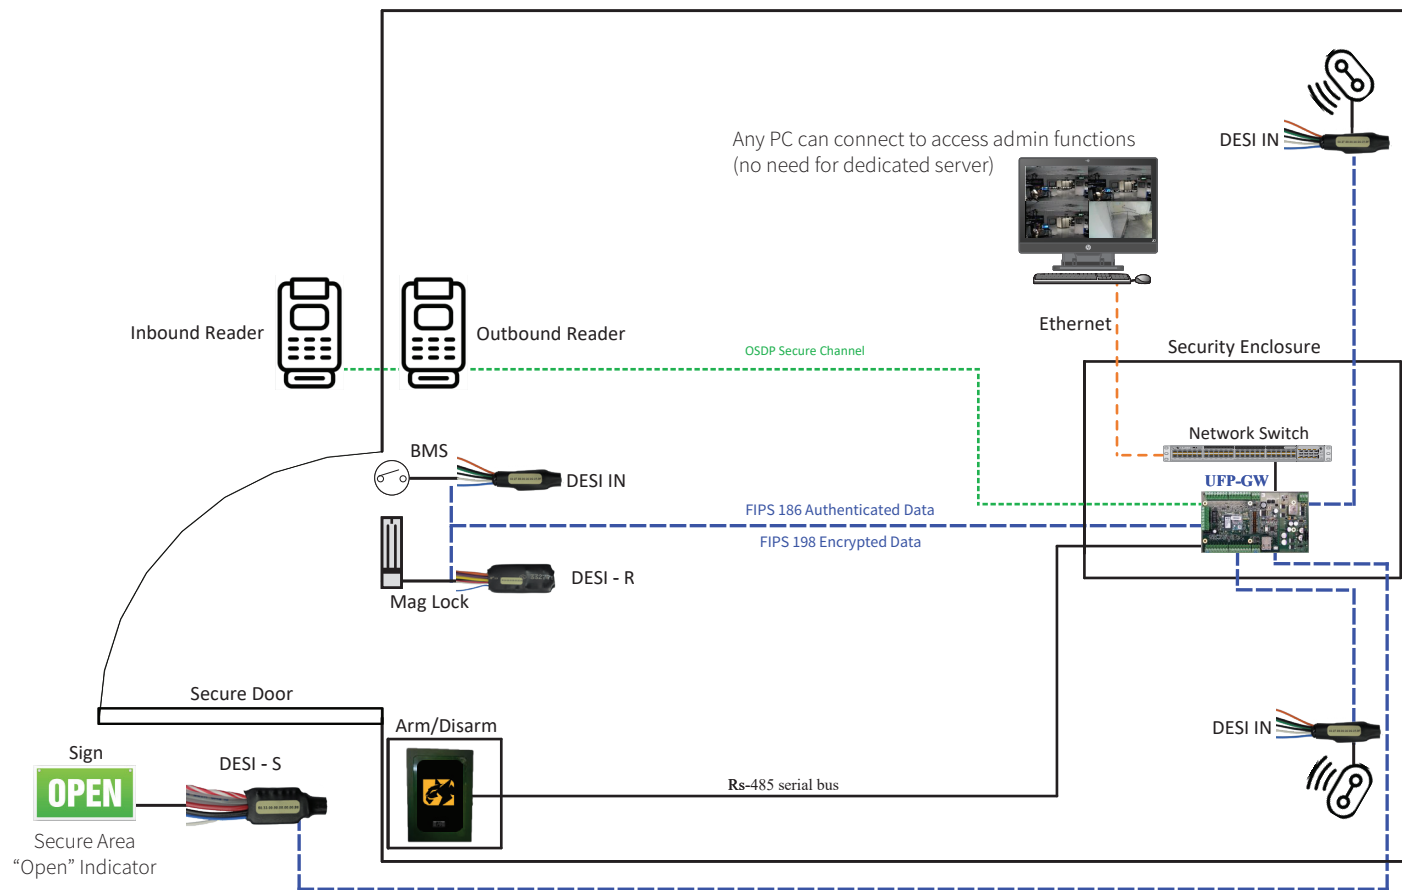 DESI IN
Any PC can connect to access admin functions
(no need for dedicated server)
Inbound Reader
Outbound Reader
Ethernet
OSDP Secure Channel
Security Enclosure
Network Switch
BMS
DESI IN
UFP-GW
FIPS 186 Authenticated Data
FIPS 198 Encrypted Data
DESI - R
Mag Lock
Secure Door
Arm/Disarm
DESI IN
Sign
DESI - S
OPEN
Rs-485 serial bus
Secure Area
“Open” Indicator